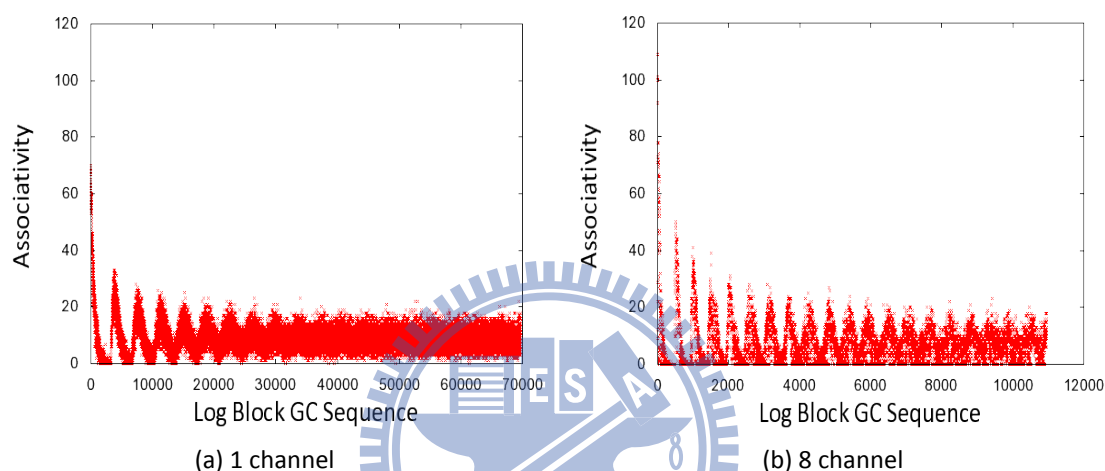 120
100
80
60
40
20
0
Associativity
0 10000 20000 30000 40000 50000 60000 70000
Log Block GC Sequence
(a) 1 channel
120
100
80
60
40
20
0
Associativity
0 2000 4000 6000 8000 10000 12000
Log Block GC Sequence
(b) 8 channel
E S A
8